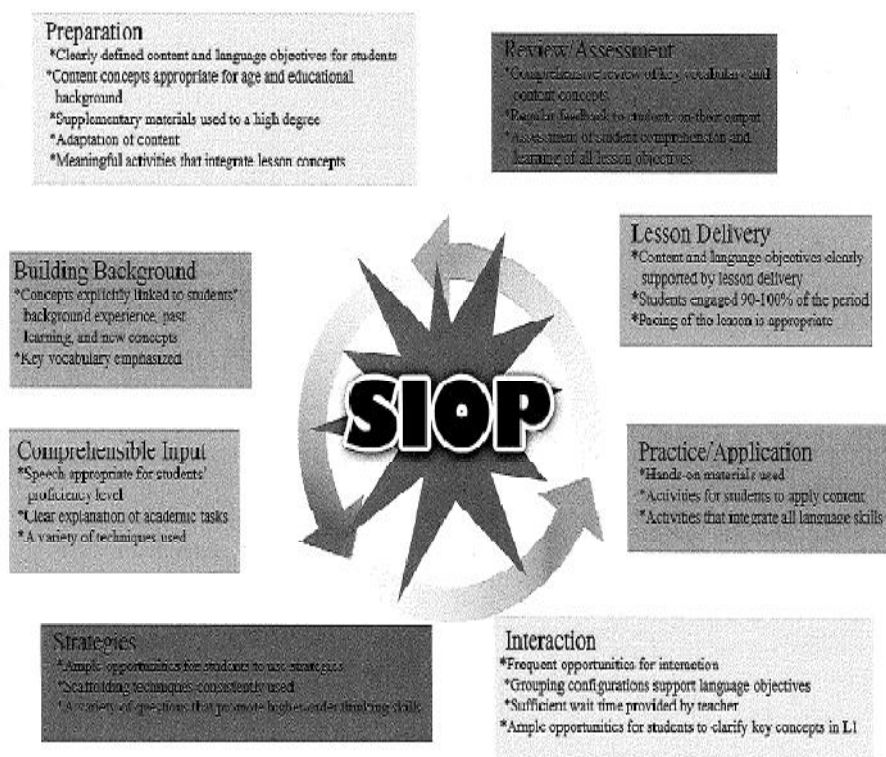 Preparation
*Clearly defined content and language objectives for students
*Content concepts appropriate for age and educational
background
*Supplementary materials used to a high degree
*Adaptation of content
*Meaningful activities that integrate lesson concepts
Building Background
*Concepts explicitly linked to students'
background experience, past
learning, and new concepts
*Key vocabulary emphasized
Comprehensible Input
*Speech appropriate for students'
proficiency level
*Clear explanation of academic tasks
*A variety of techniques used
Strategies
*Ample opportunities for students to use strategies
*Scaffolding techniques consistently used
*A variety of questions that promote higher-order thinking skills
SIOP
Interaction
*Frequent opportunities for interaction
*Grouping configurations support language objectives
*Sufficient wait time provided by teacher
*Ample opportunities for students to clarify key concepts in L1
Practice/Application
*Hands-on materials used
*Activities for students to apply content
*Activities that integrate all language skills
Lesson Delivery
*Content and language objectives clearly
supported by lesson delivery
*Students engaged 90-100% of the period
*Pacing of the lesson is appropriate
Review/Assessment
*Comprehensive review of key vocabulary and
content concepts
*Regular feedback to students on their output
*Assessment of student comprehension and
learning of all lesson objectives